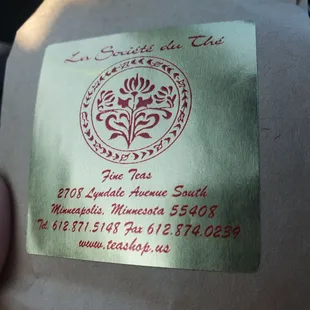 La Société du Thé
Fine Teas
2708 Lyndale Avenue South
Minneapolis, Minnesota 55408
Tel. 612.871.5148 Fax 612.874.0239
www.teashop.us